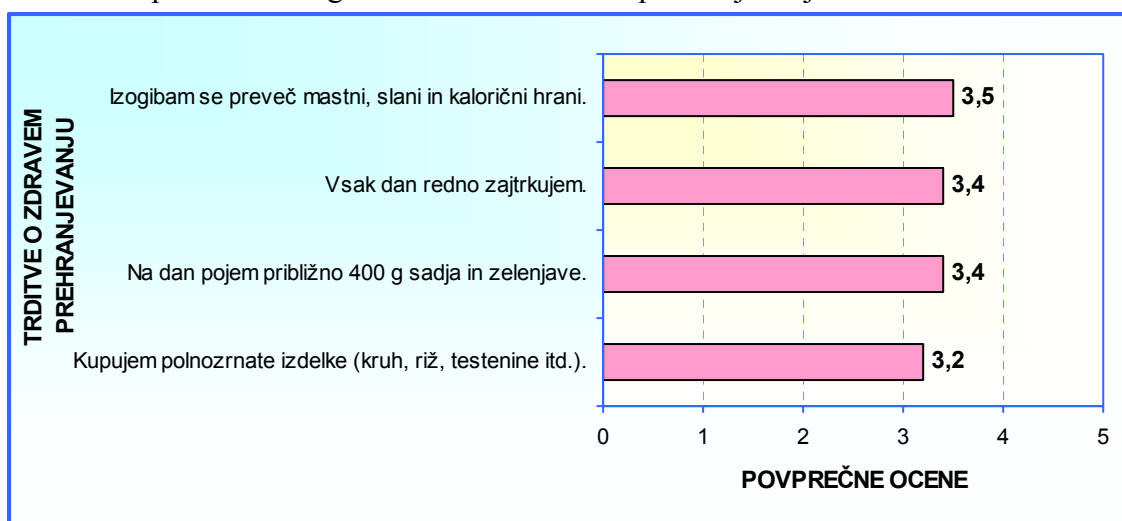 Izogibam se preveč mastni, slani in kalorični hrani.
3,5
Vsak dan redno zajtrkujem.
3,4
Na dan pojem približno 400 g sadja in zelenjave.
3,4
Kupujem polnozrnate izdelke (kruh, riž, testenine itd.).
3,2
TRDITVE O ZDRAVEM
PREHRANJEVANJU
0 1 2 3 4 5
POVPREČNE OCENE